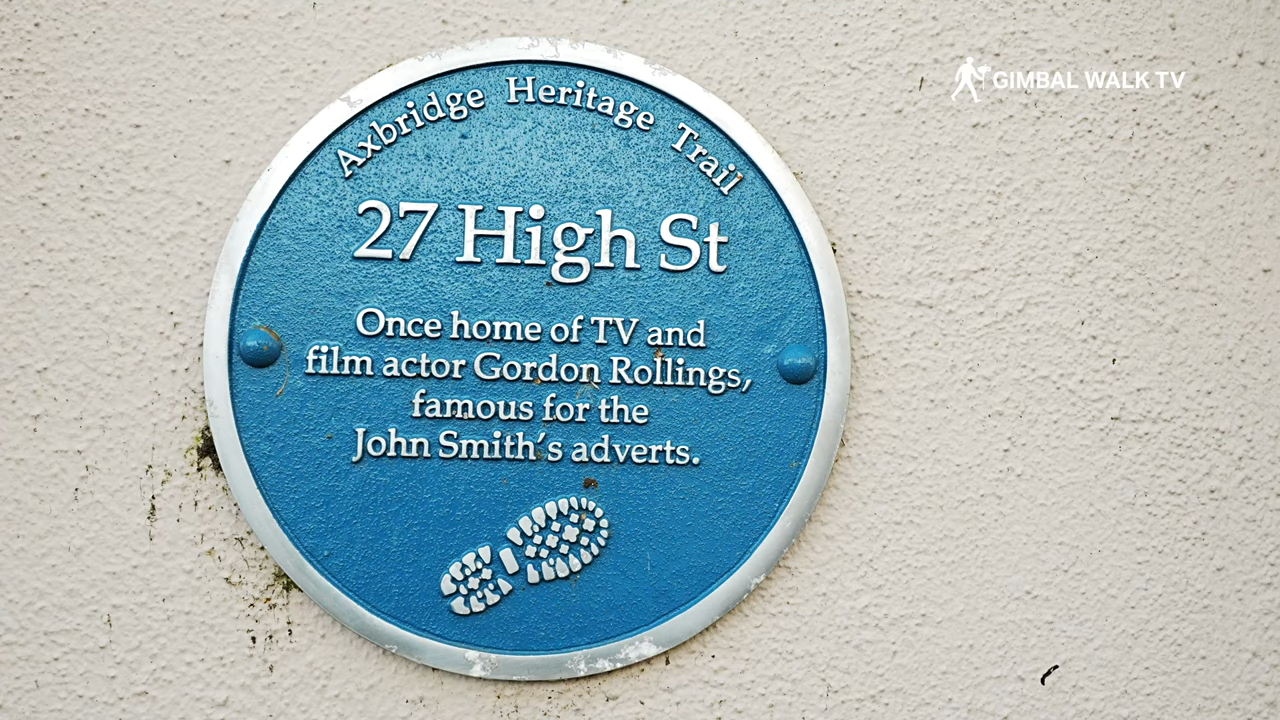 GIMBAL WALK TV
Axbridge Heritage Trail
27 High St
Once home of TV and
film actor Gordon Rollings,
famous for the
John Smith's adverts.